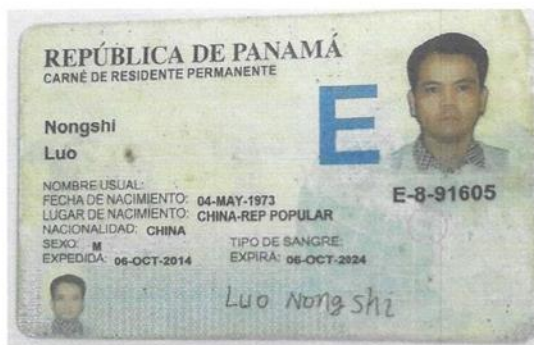 REPÚBLICA DE PANAMÁ
CARNÉ DE RESIDENTE PERMANENTE
E
Nongshi
Luo
E-8-91605
NOMBRE USUAL:
FECHA DE NACIMIENTO: 04-MAY-1973
LUGAR DE NACIMIENTO: CHINA-REP POPULAR
NACIONALIDAD: CHINA
SEXO: M TIPO DE SANGRE:
EXPEDIDA: 06-OCT-2014 EXPIRA: 06-OCT-2024
Luo Nongshi